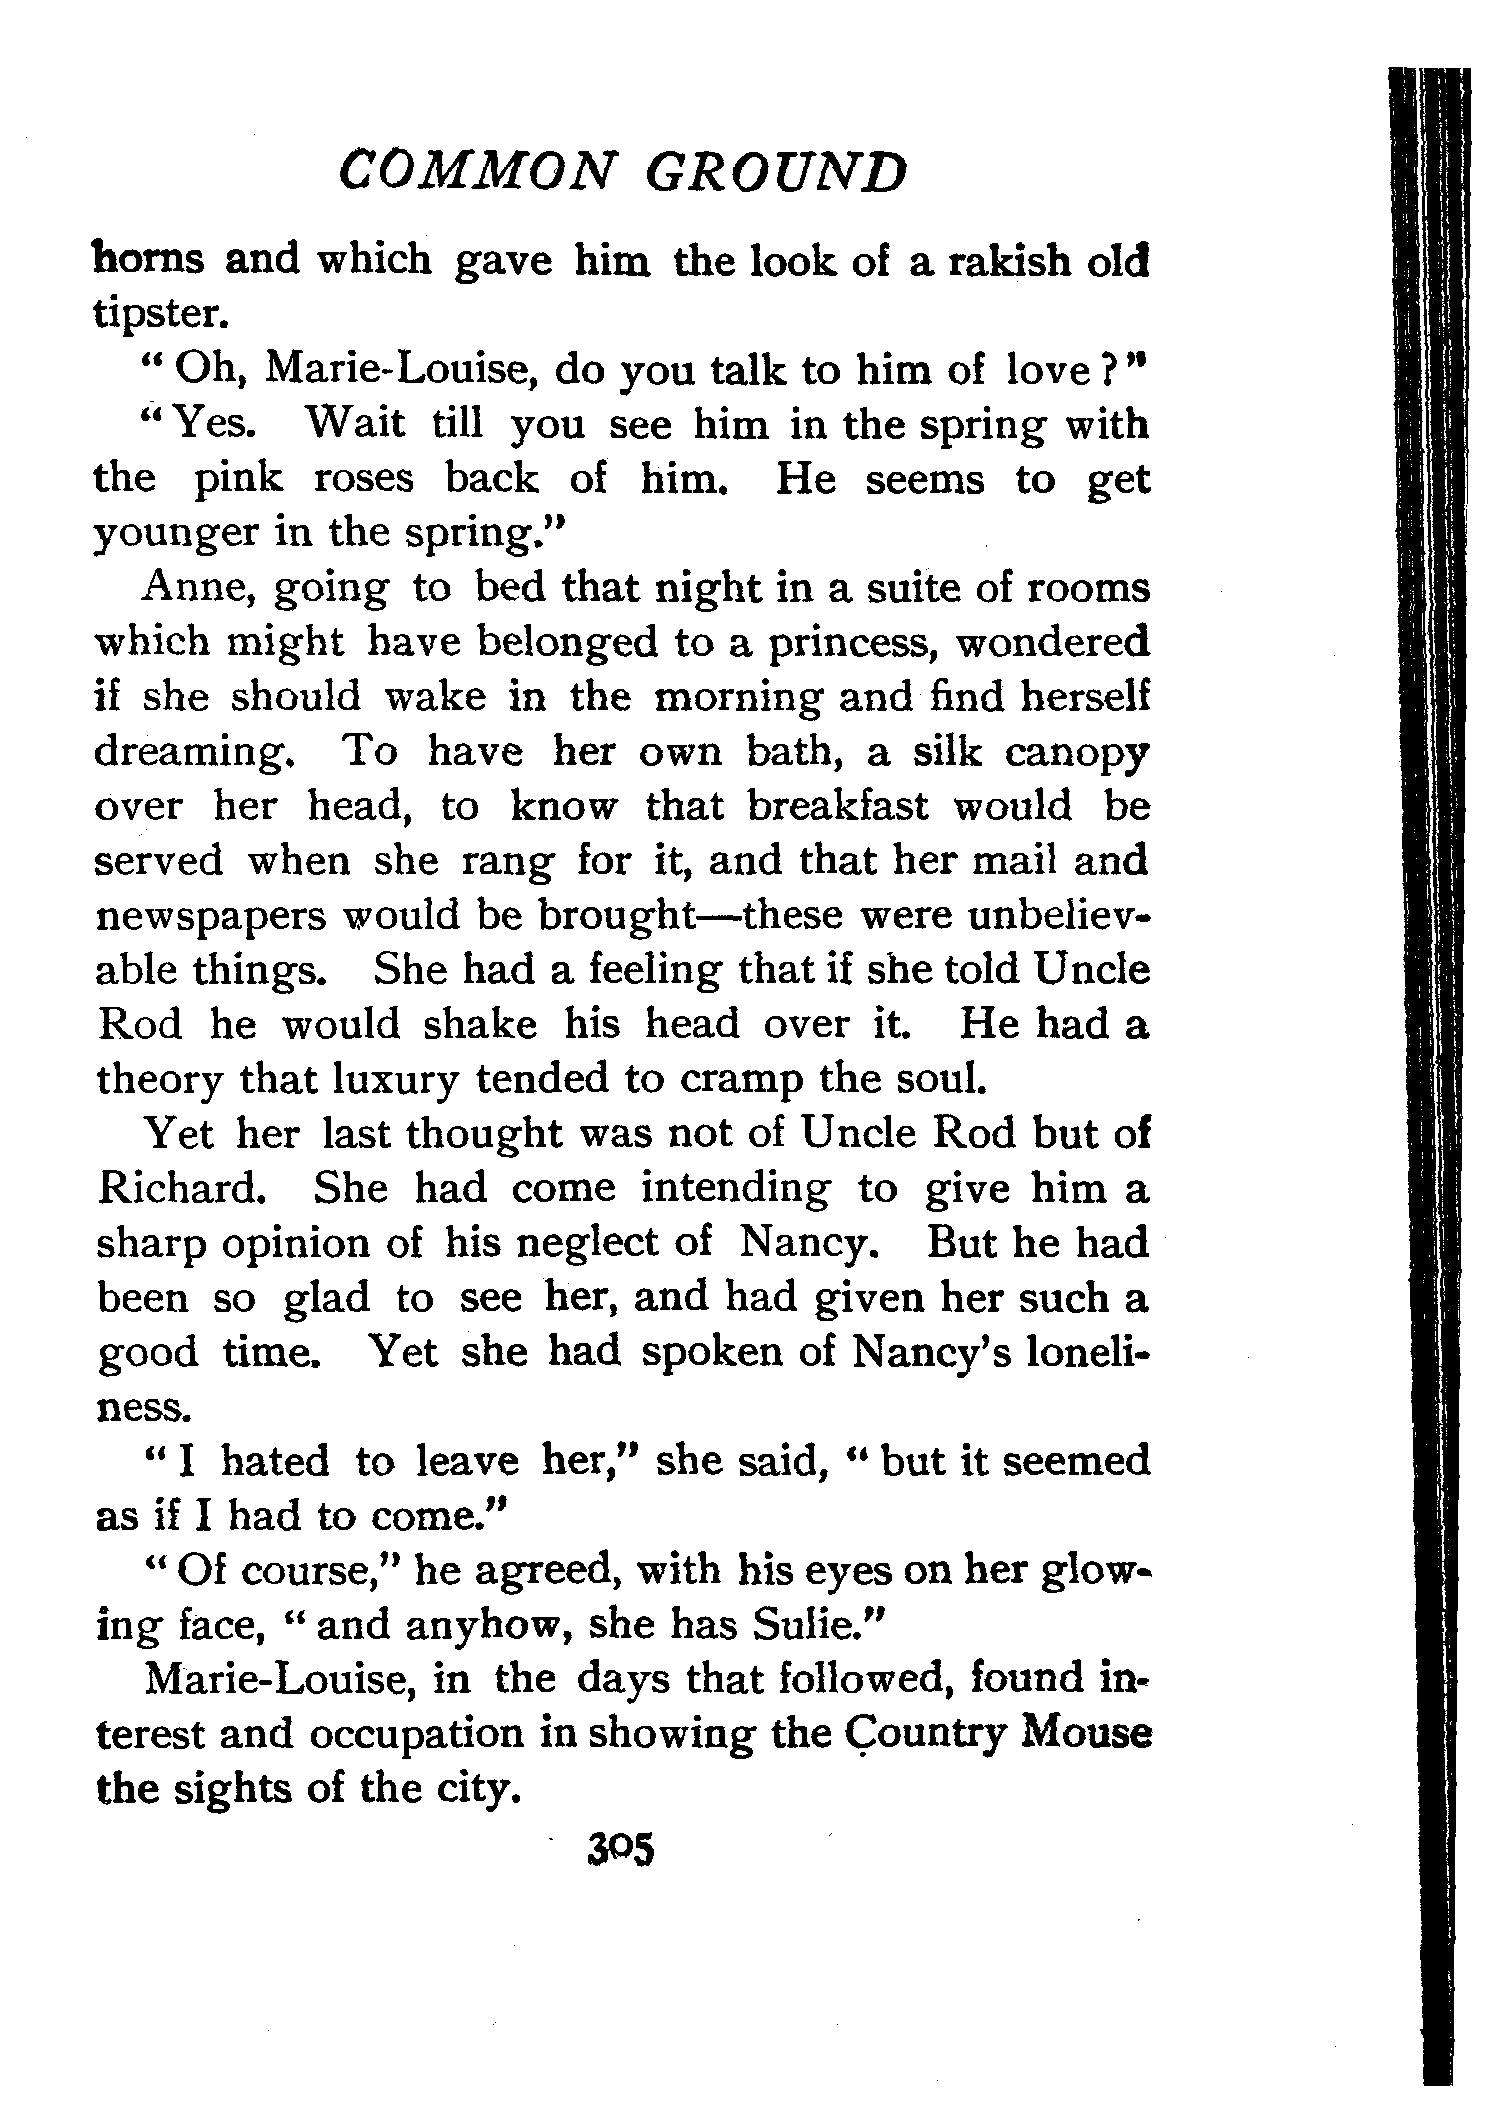 COMMON GROUND
horns and which gave him the look of a rakish old
tipster.
" Oh, Marie-Louise, do you talk to him of love ? "
" Yes. Wait till you see him in the spring with
the pink roses back of him. He seems to get
younger in the spring."
Anne, going to bed that night in a suite of rooms
which might have belonged to a princess, wondered
if she should wake in the morning and find herself
dreaming. To have her own bath, a silk canopy
over her head, to know that breakfast would be
served when she rang for it, and that her mail and
newspapers would be brought—these were unbeliev-
able things. She had a feeling that if she told Uncle
Rod he would shake his head over it. He had a
theory that luxury tended to cramp the soul.
Yet her last thought was not of Uncle Rod but of
Richard. She had come intending to give him a
sharp opinion of his neglect of Nancy. But he had
been so glad to see her, and had given her such a
good time. Yet she had spoken of Nancy's loneli-
ness.
" I hated to leave her," she said, " but it seemed
as if I had to come."
" Of course," he agreed, with his eyes on her glow-
ing face, " and anyhow, she has Sulie."
Marie-Louise, in the days that followed, found in-
terest and occupation in showing the Country Mouse
the sights of the city.
305